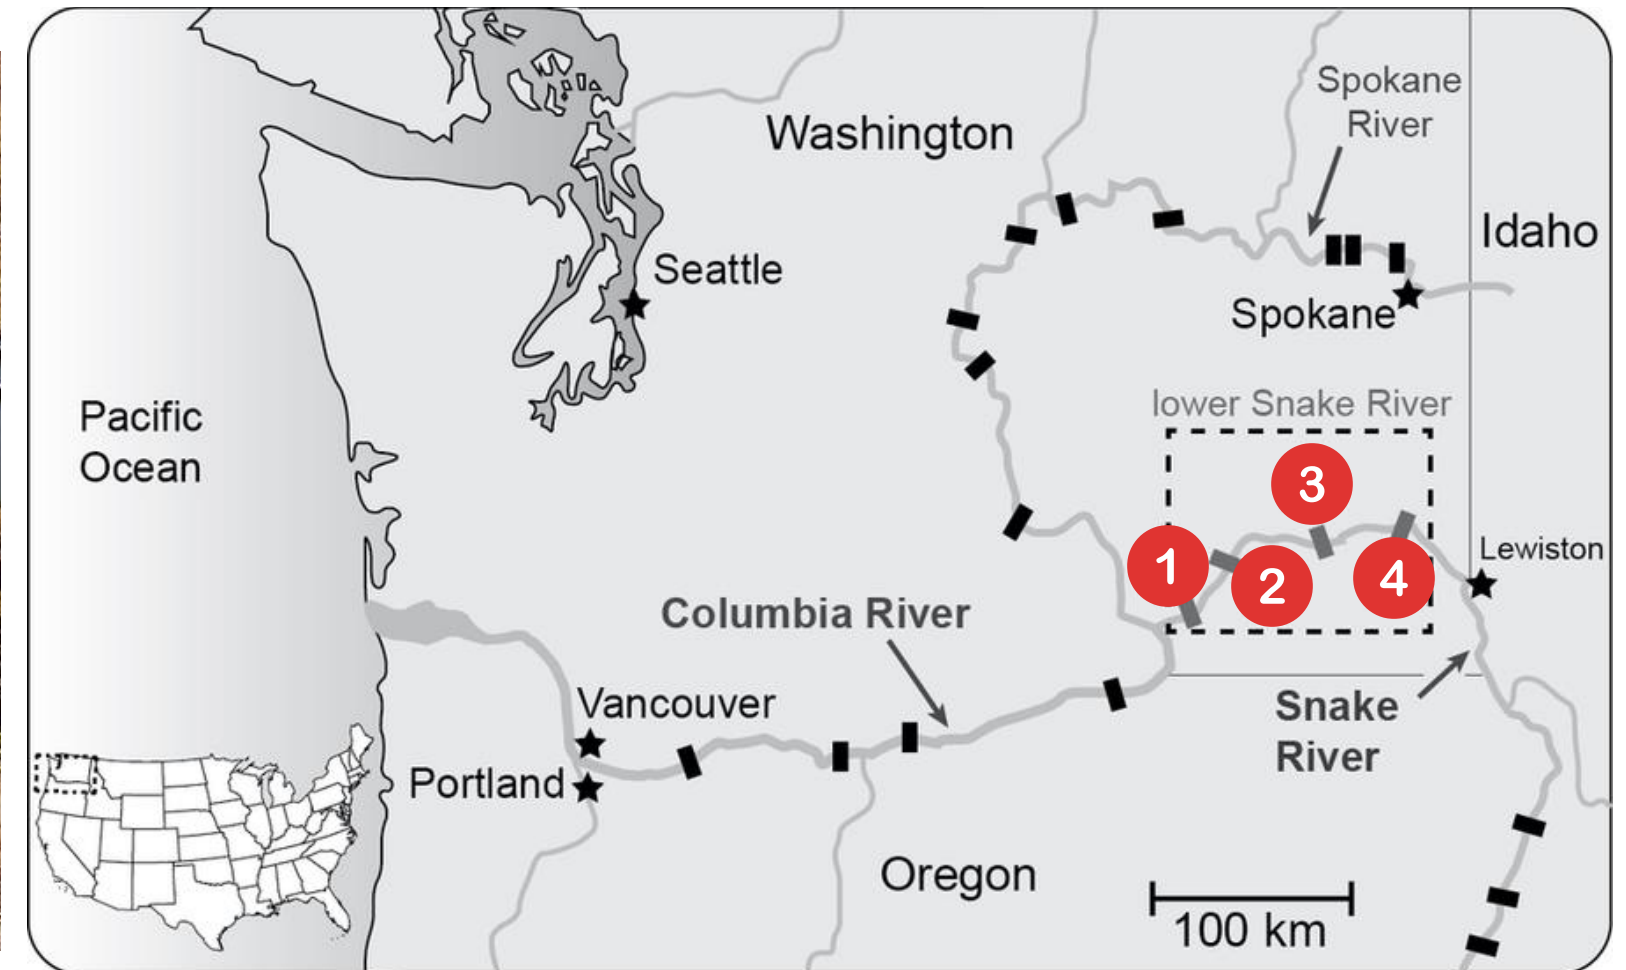 Spokane
River
Washington
Idaho
Seattle
Spokane
lower Snake River
Pacific
Ocean
3
1
2
4
Lewiston
Columbia River
Vancouver
Snake
River
Portland
Oregon
100 km